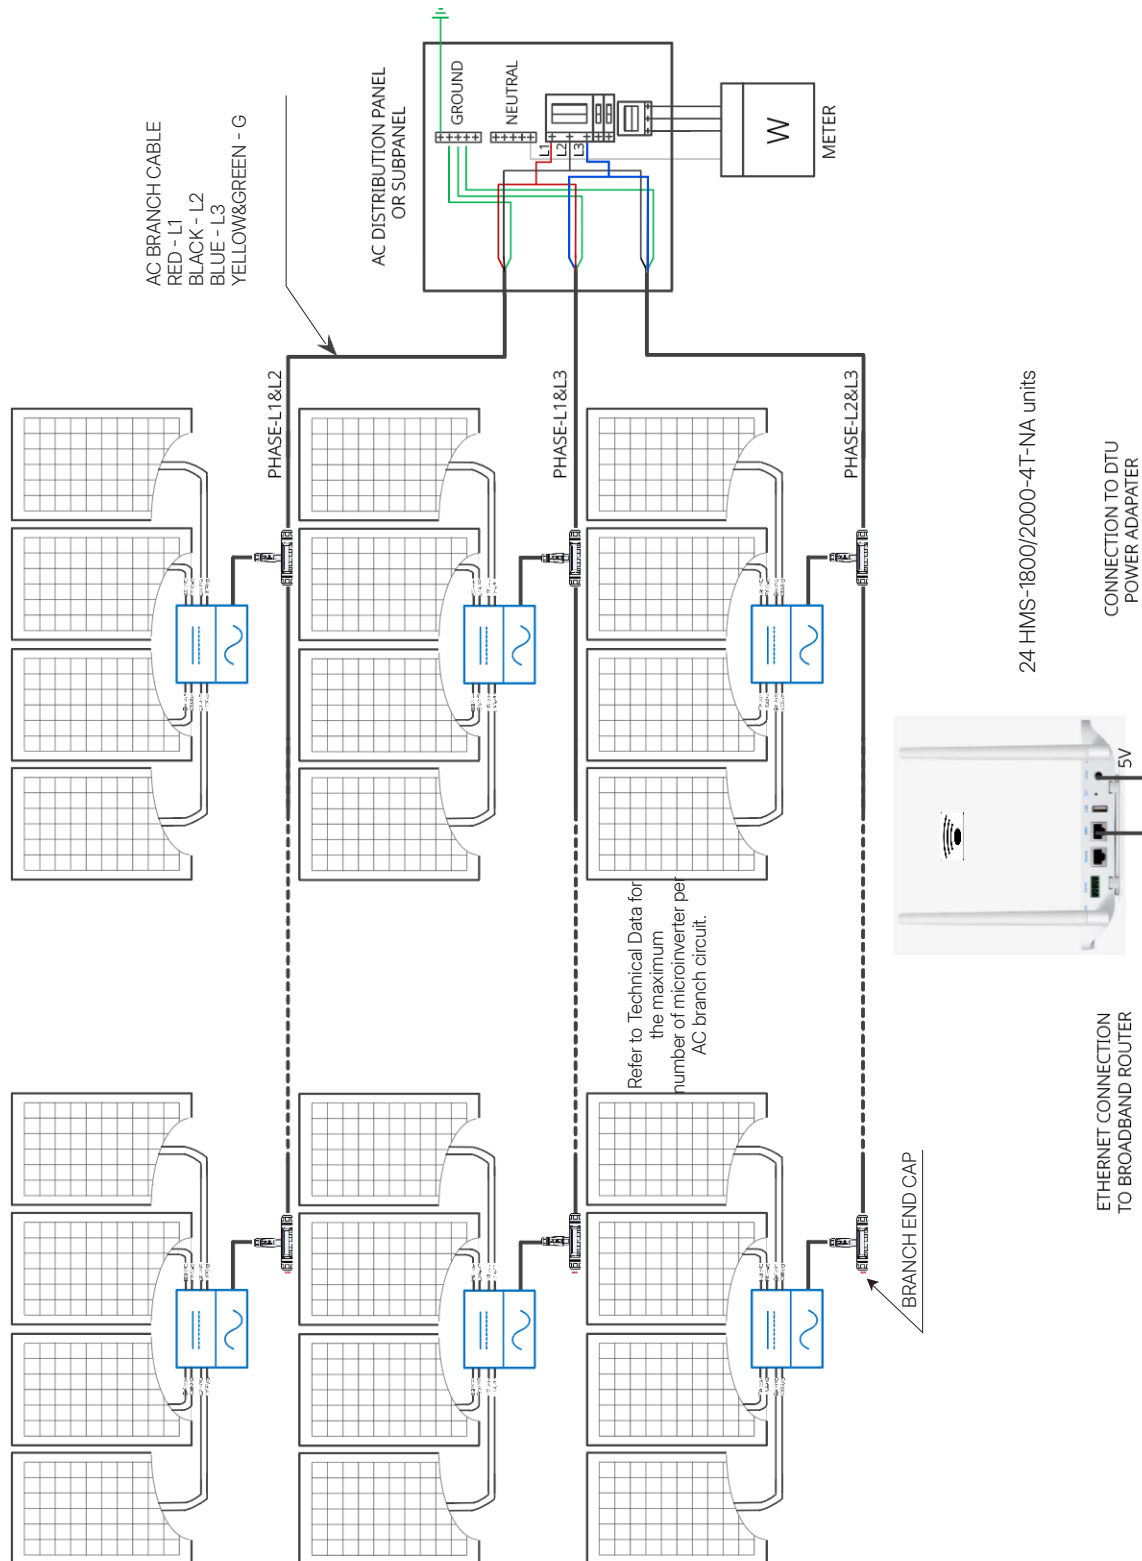 AC BRANCH CABLE
RED - L1
BLACK - L2
BLUE - L3
YELLOW&GREEN - G
AC DISTRIBUTION PANEL
OR SUBPANEL
GROUND
NEUTRAL
L1
L2
L3
W
METER
PHASE-L1&L2
PHASE-L1&L3
PHASE-L2&L3
Refer to Technical Data for
the maximum
number of microinverter per
AC branch circuit.
BRANCH END CAP
24 HMS-1800/2000-4T-NA units
CONNECTION TO DTU
POWER ADAPATER
5V
ETHERNET CONNECTION
TO BROADBAND ROUTER